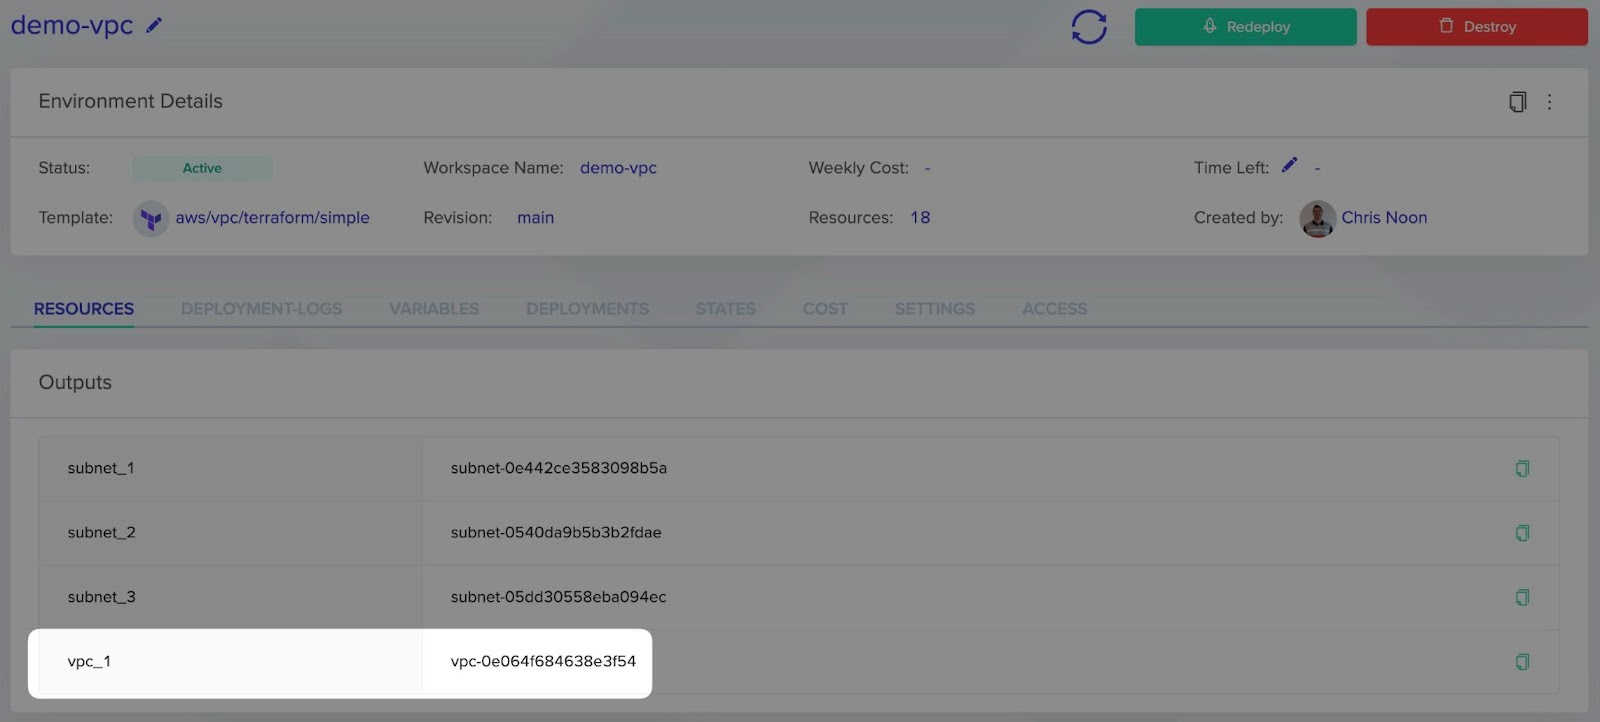 demo-vpc
Redeploy
Destroy
Environment Details
Status: Active Workspace Name: demo-vpc Weekly Cost: - Time Left: -
Template: aws/vpc/terraform/simple Revision: main Resources: 18 Created by: Chris Noon
RESOURCES DEPLOYMENT-LOGS VARIABLES DEPLOYMENTS STATES COST SETTINGS ACCESS
Outputs
subnet_1 subnet-0e442ce3583098b5a
subnet_2 subnet-0540da9b5b3b2fdae
subnet_3 subnet-05dd30558eba094ec
vpc_1 vpc-0e064f684638e3f54